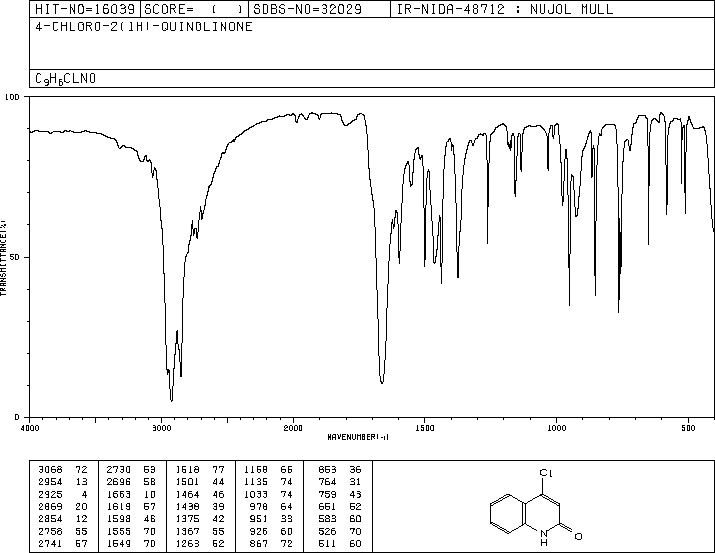 HIT-NO=16039 SCORE= ( ) SDBS-NO=32029 IR-NIDA-48712 : NUJOL MULL
4-CHLORO-2(1H)-QUINOLINONE
C9H6CLNO
100
50
0
TRANSMITTANCE(%)
4000 3000 2000 1500 1000 500
WAVENUMBER(-1)
3068 72 2730 59 1518 77 1158 66 853 36
2954 13 2696 58 1501 44 1135 74 764 31
2925 4 1663 10 1464 46 1033 74 759 43
2869 20 1619 57 1438 39 978 64 651 52
2854 12 1598 46 1375 42 951 33 583 60
2756 55 1555 70 1367 55 926 60 526 70
2741 57 1549 70 1263 52 867 72 511 60
Cl
N
H
O